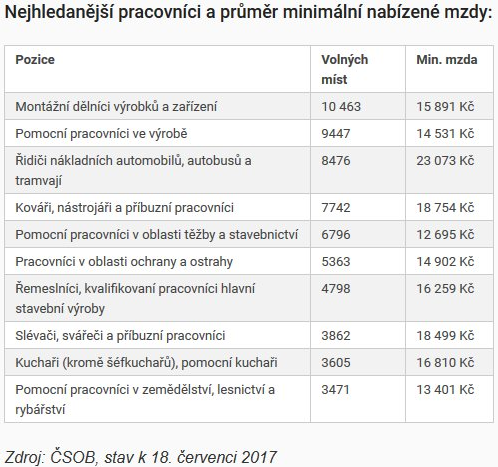 Nejhledanější pracovníci a průměr minimální nabízené mzdy:
Pozice Volných Min. mzda
míst
Montážní dělníci výrobků a zařízení 10 463 15 891 Kč
Pomocní pracovníci ve výrobě 9447 14 531 Kč
Řidiči nákladních automobilů, autobusů a 8476 23 073 Kč
tramvají
Kováři, nástrojáři a příbuzní pracovníci 7742 18 754 Kč
Pomocní pracovníci v oblasti těžby a stavebnictví 6796 12 695 Kč
Pracovníci v oblasti ochrany a ostrahy 5363 14 902 Kč
Řemeslníci, kvalifikovaní pracovníci hlavní 4798 16 259 Kč
stavební výroby
Slévači, svářeči a příbuzní pracovníci 3862 18 499 Kč
Kuchaři (kromě šéfkuchařů), pomocní kuchaři 3605 16 810 Kč
Pomocní pracovníci v zemědělství, lesnictví a 3471 13 401 Kč
rybářství
Zdroj: ČSOB, stav k 18. červenci 2017